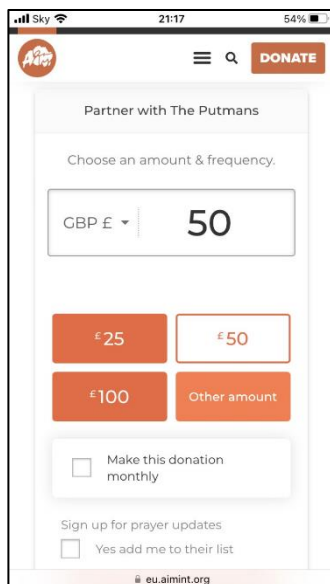 Sky 21:17 54%
Aim DONATE
Partner with The Putmans
Choose an amount & frequency.
GBP £ 50
£25 £50
£100 Other amount
Make this donation
monthly
Sign up for prayer updates
Yes add me to their list
eu.aimint.org